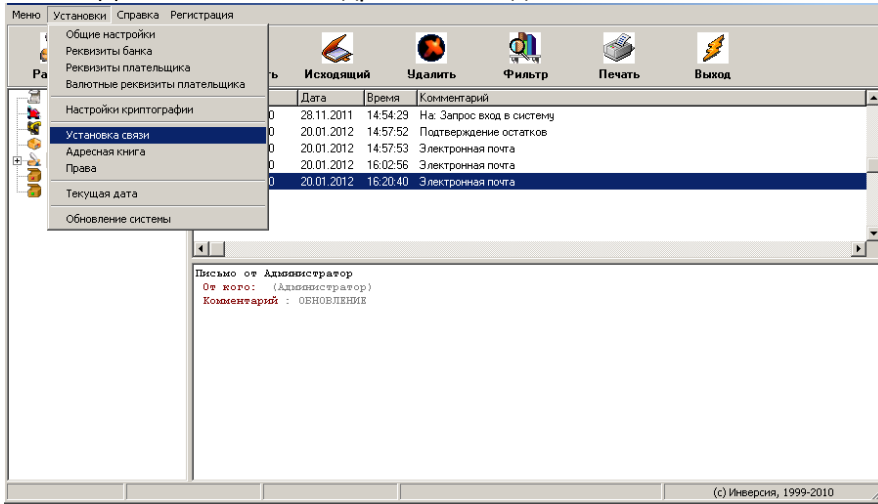 Меню Установки Справка Регистрация
Общие настройки
Реквизиты банка
Реквизиты плательщика
Валютные реквизиты плательщика
Настройки криптографии
Установка связи
Адресная книга
Права
Текущая дата
Обновление системы
Исходящий Удалить Фильтр Печать Выход
Дата Время Комментарий
28.11.2011 14:54:29 На: Запрос вход в систему
20.01.2012 14:57:52 Подтверждение остатков
20.01.2012 14:57:53 Электронная почта
20.01.2012 16:02:56 Электронная почта
20.01.2012 16:20:40 Электронная почта
Письмо от Администратор
От кого: (Администратор)
Комментарий : ОБНОВЛЕНИЕ
(c) Инверсия, 1999-2010